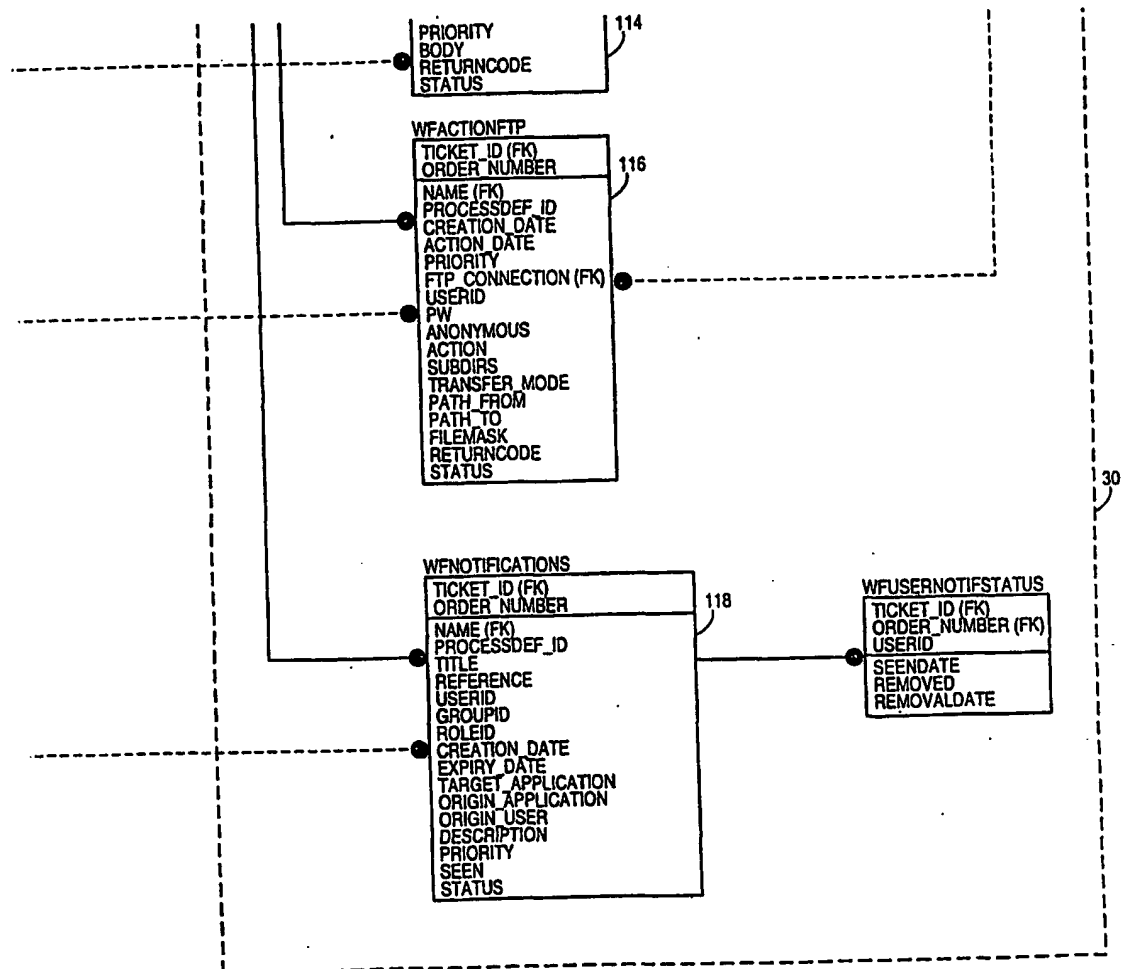 PRIORITY
BODY
RETURNCODE
STATUS
114
WFACTIONFTP
TICKET_ID (FK)
ORDER_NUMBER
116
NAME (FK)
PROCESSDEF_ID
CREATION_DATE
ACTION_DATE
PRIORITY
FTP_CONNECTION (FK)
USERID
PW
ANONYMOUS
ACTION
SUBDIRS
TRANSFER_MODE
PATH_FROM
PATH_TO
FILEMASK
RETURNCODE
STATUS
30
WFNOTIFICATIONS
TICKET_ID (FK)
ORDER_NUMBER
118
NAME (FK)
PROCESSDEF_ID
TITLE
REFERENCE
USERID
GROUPID
ROLEID
CREATION_DATE
EXPIRY_DATE
TARGET_APPLICATION
ORIGIN_APPLICATION
ORIGIN_USER
DESCRIPTION
PRIORITY
SEEN
STATUS
WFUSERNOTIFSTATUS
TICKET_ID (FK)
ORDER_NUMBER (FK)
USERID
SEENDATE
REMOVED
REMOVALDATE